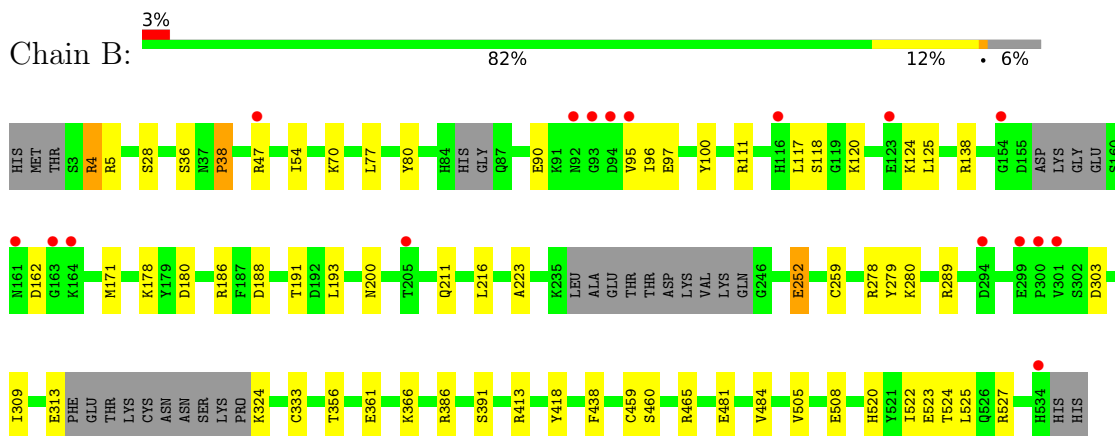 3%
Chain B:
82% 12% • 6%
HIS MET THR S3 R4 R5 S28 S36 N37 P38 R47 I54 K70 L77 Y80 H84 HIS GLY Q87 E90 K91 N92 G93 D94 V95 I96 E97 Y100 R111 H116 L117 S118 G119 K120 E123 K124 L125 R138 G154 D155 ASP LYS GLY GLU S160
N161 D162 G163 K164 M171 K178 Y179 D180 R186 F187 D188 T191 D192 L193 N200 T205 Q211 L216 A223 K235 LEU ALA GLU THR THR ASP LYS VAL LYS GLN G246 E252 C259 R278 Y279 K280 R289 D294 E299 P300 V301 S302 D303
I309 E313 PHE GLU THR LYS CYS ASN ASN SER LYS PRO K324 C333 T356 E361 K366 R386 S391 R413 Y418 F438 C459 S460 R465 E481 V484 V505 E508 H520 Y521 I522 E523 T524 L525 Q526 R527 H534 HIS HIS